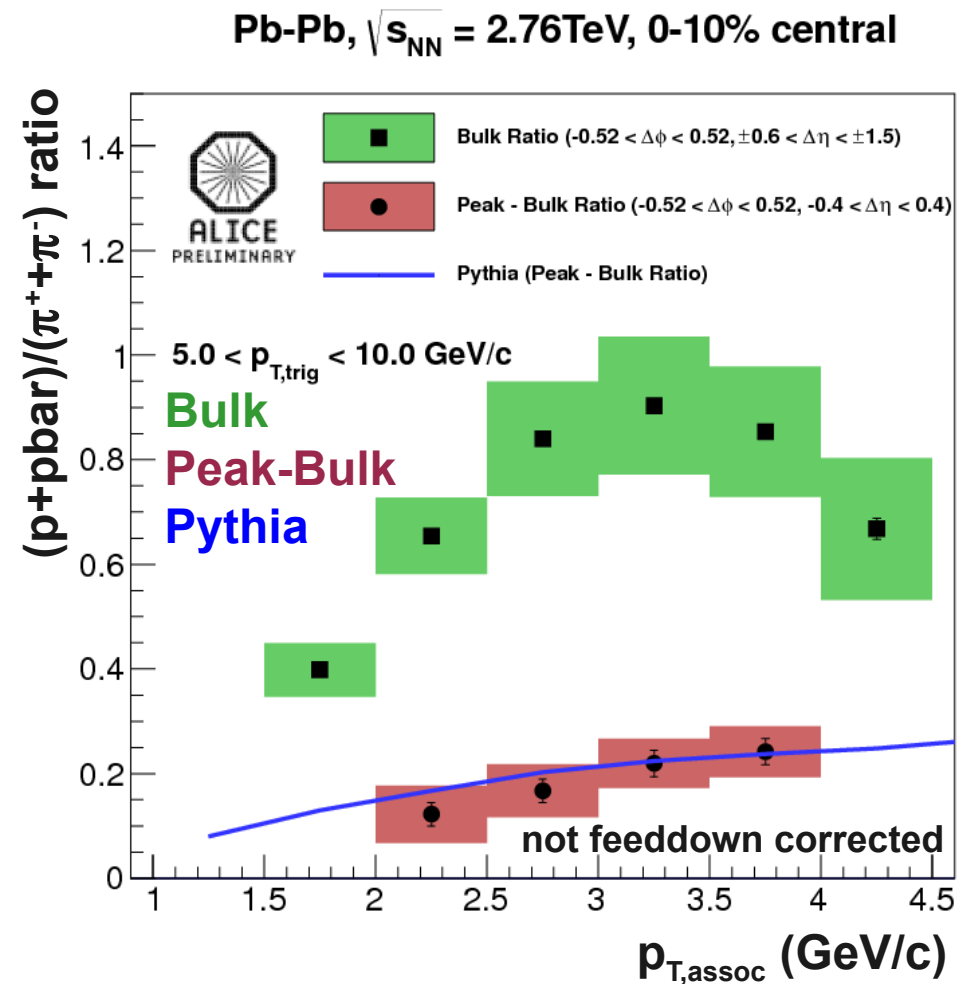 Pb-Pb, √s_NN = 2.76TeV, 0-10% central
(p+pbar)/(π⁺+π⁻) ratio
1.4
1.2
1
0.8
0.6
0.4
0.2
0
ALICE
PRELIMINARY
Bulk Ratio (-0.52 < Δϕ < 0.52, ±0.6 < Δη < ±1.5)
Peak - Bulk Ratio (-0.52 < Δϕ < 0.52, -0.4 < Δη < 0.4)
Pythia (Peak - Bulk Ratio)
5.0 < p_T,trig < 10.0 GeV/c
Bulk
Peak-Bulk
Pythia
not feeddown corrected
1 1.5 2 2.5 3 3.5 4 4.5
p_T,assoc (GeV/c)